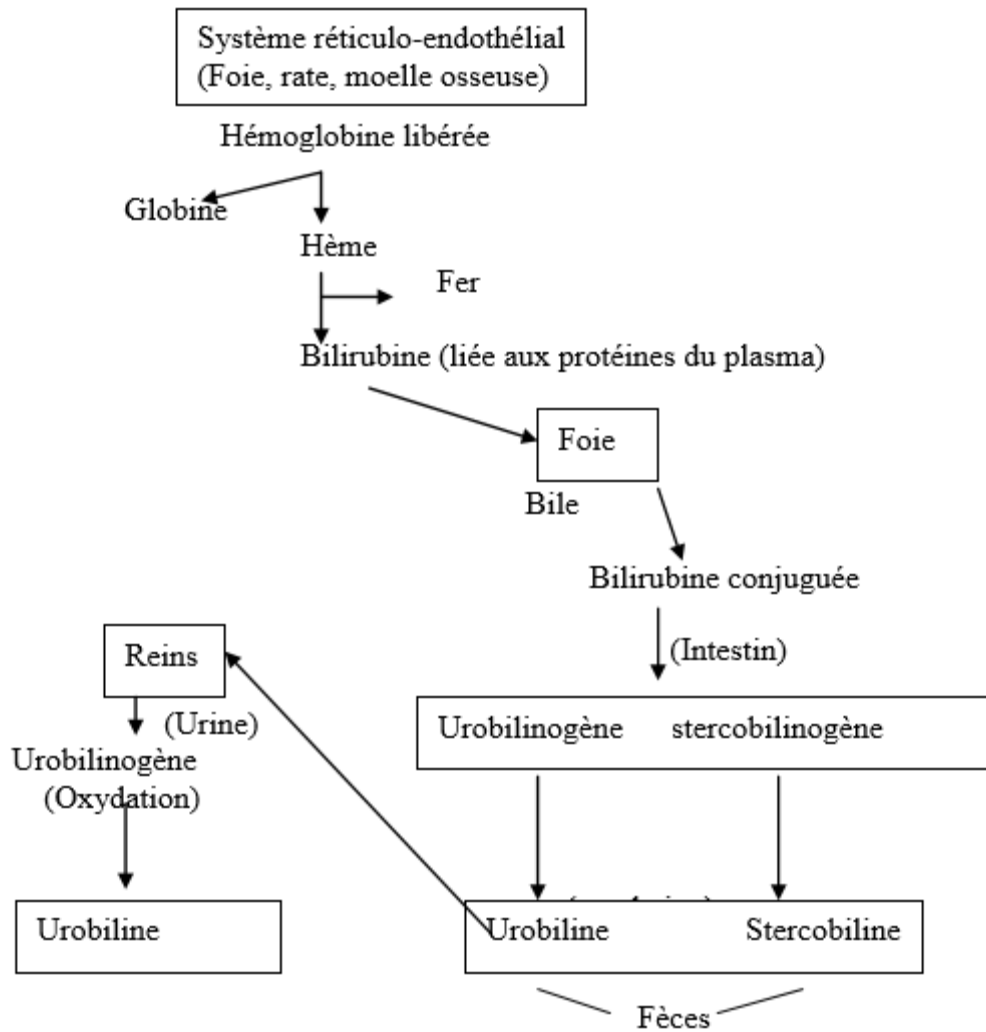 Système réticulo-endothélial
(Foie, rate, moelle osseuse)
Hémoglobine libérée
Globine
Hème
Fer
Bilirubine (liée aux protéines du plasma)
Foie
Bile
Bilirubine conjuguée
(Intestin)
Reins
(Urine)
Urobilinogène stercobilinogène
Urobilinogène
(Oxydation)
Urobiline
Urobiline Stercobiline
Fèces